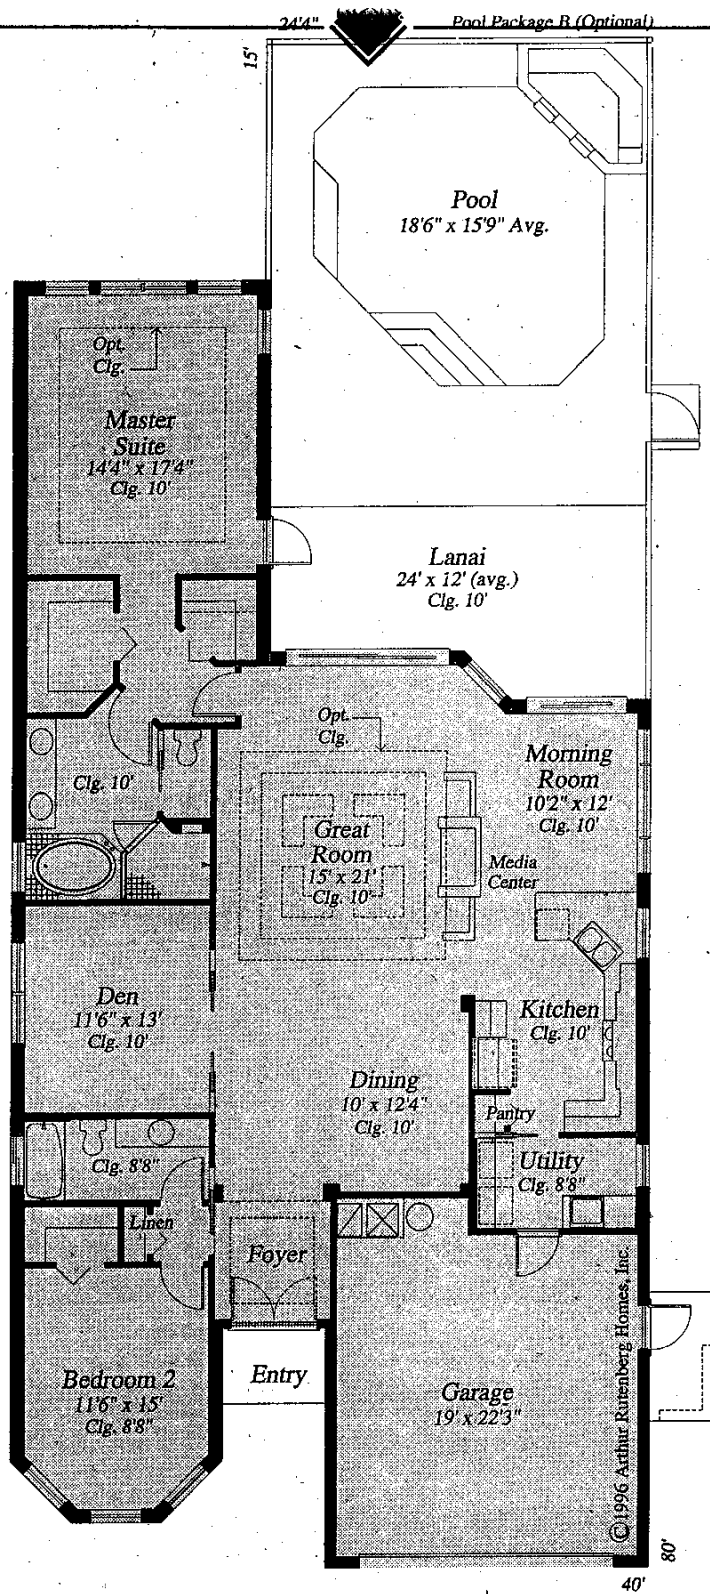 24'4" Pool Package B (Optional)
15'
Pool
18'6" x 15'9" Avg.
Opt.
Clg.
Master
Suite
14'4" x 17'4"
Clg. 10'
Lanai
24' x 12' (avg.)
Clg. 10'
Opt.
Clg.
Clg. 10'
Morning
Room
10'2" x 12'
Clg. 10'
Great
Room
15' x 21'
Clg. 10'
Media
Center
Den
11'6" x 13'
Clg. 10'
Kitchen
Clg. 10'
Dining
10' x 12'4"
Clg. 10'
Pantry
Clg. 8'8"
Utility
Clg. 8'8"
Linen
Foyer
Bedroom 2
11'6" x 15'
Clg. 8'8"
Entry
Garage
19' x 22'3"
©1996 Arthur Rutenberg Homes, Inc.
80'
40'